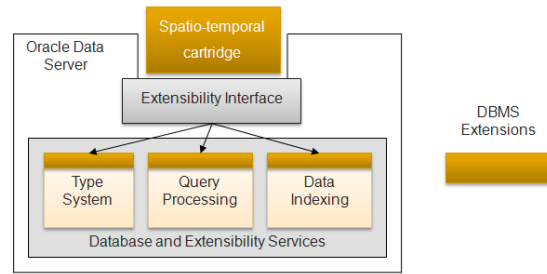 Spatio-temporal
cartridge
Oracle Data
Server
Extensibility Interface
DBMS
Extensions
Type
System
Query
Processing
Data
Indexing
Database and Extensibility Services